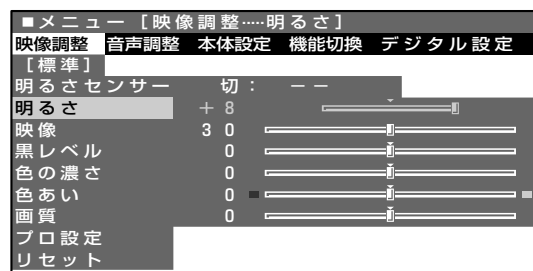 ■メニュー［映像調整‥‥明るさ］
映像調整 音声調整 本体設定 機能切換 デジタル設定
［標準］
明るさセンサー 切： －－
明るさ ＋8
映像 30
黒レベル 0
色の濃さ 0
色あい 0
画質 0
プロ設定
リセット